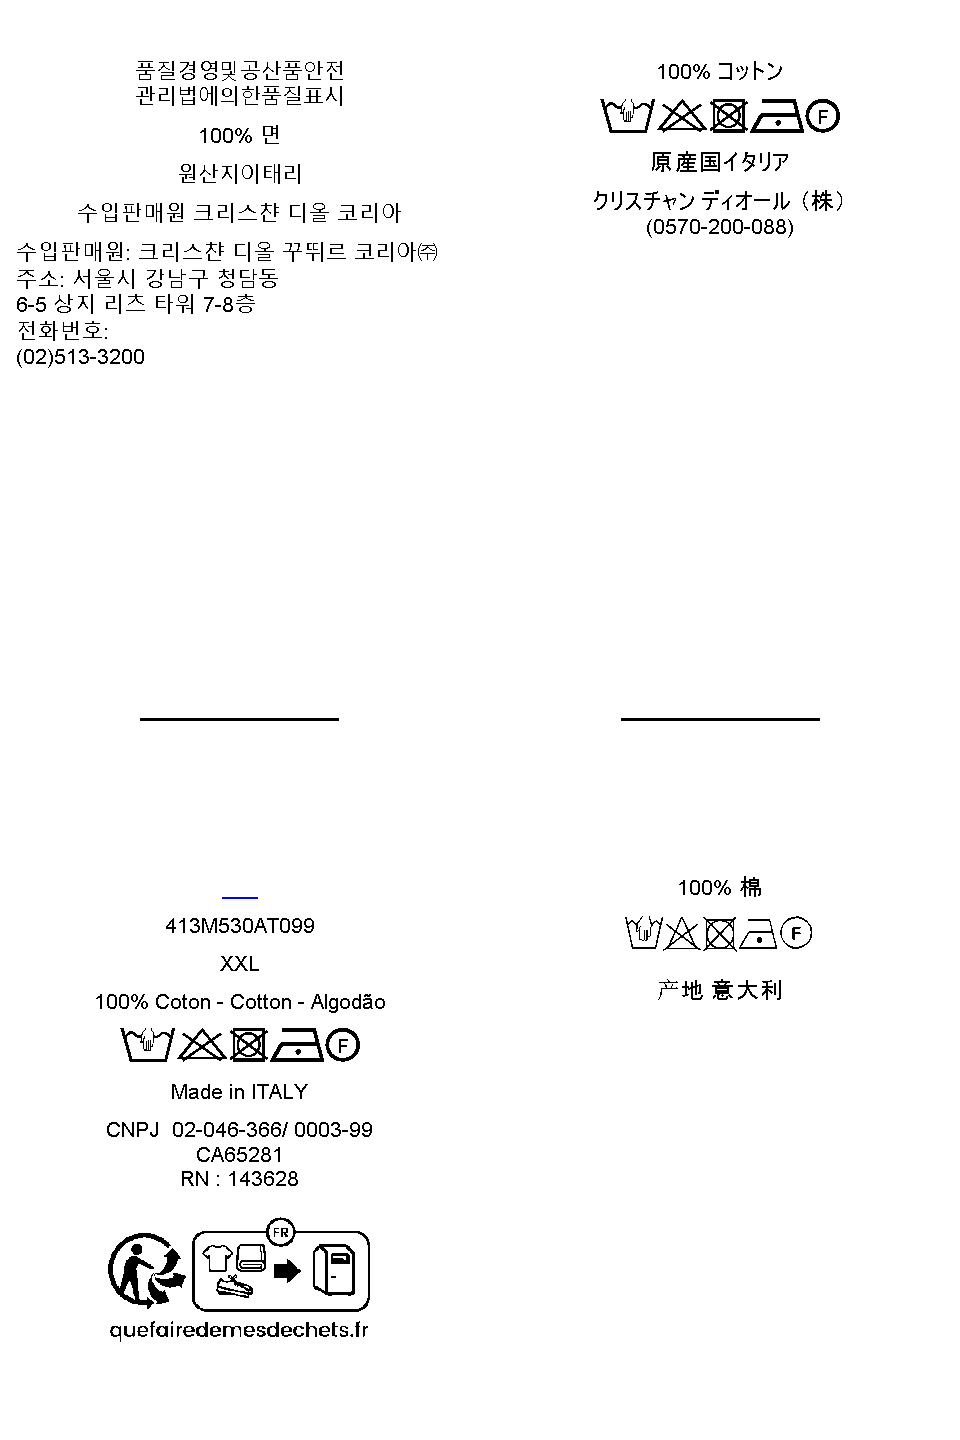 품질경영및공산품안전
관리법에의한품질표시
100% 면
원산지이태리
수입판매원 크리스챤 디올 코리아
수입판매원: 크리스챤 디올 꾸뛰르 코리아㈜
주소: 서울시 강남구 청담동
6-5 상지 리츠 타워 7-8층
전화번호:
(02)513-3200
100% コットン
F
原産国イタリア
クリスチャン ディオール（株）
(0570-200-088)
413M530AT099
XXL
100% Coton - Cotton - Algodão
F
Made in ITALY
CNPJ  02-046-366/ 0003-99
CA65281
RN : 143628
FR
quefairedemesdechets.fr
100% 棉
F
产地 意大利